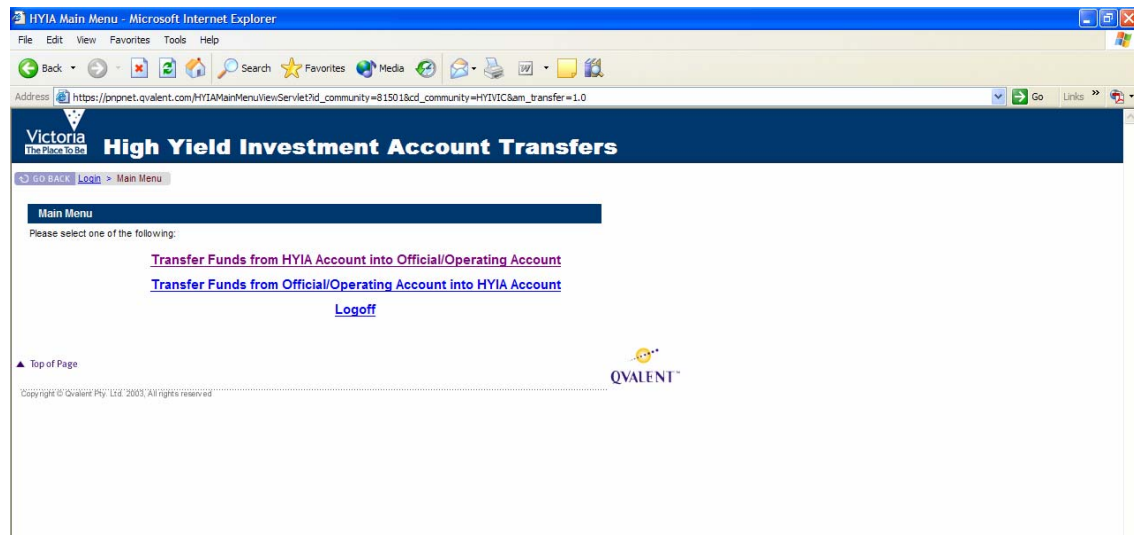 HYIA Main Menu - Microsoft Internet Explorer
File Edit View Favorites Tools Help
Back Search Favorites Media
Address https://pnpnet.qvalent.com/HYIAMainMenuViewServlet?id_community=81501&cd_community=HYIVIC&am_transfer=1.0 Go Links »
Victoria
The Place To Be
High Yield Investment Account Transfers
GO BACK Login > Main Menu
Main Menu
Please select one of the following:
Transfer Funds from HYIA Account into Official/Operating Account
Transfer Funds from Official/Operating Account into HYIA Account
Logoff
Top of Page
QVALENT™
Copyright © Qvalent Pty. Ltd. 2003, All rights reserved